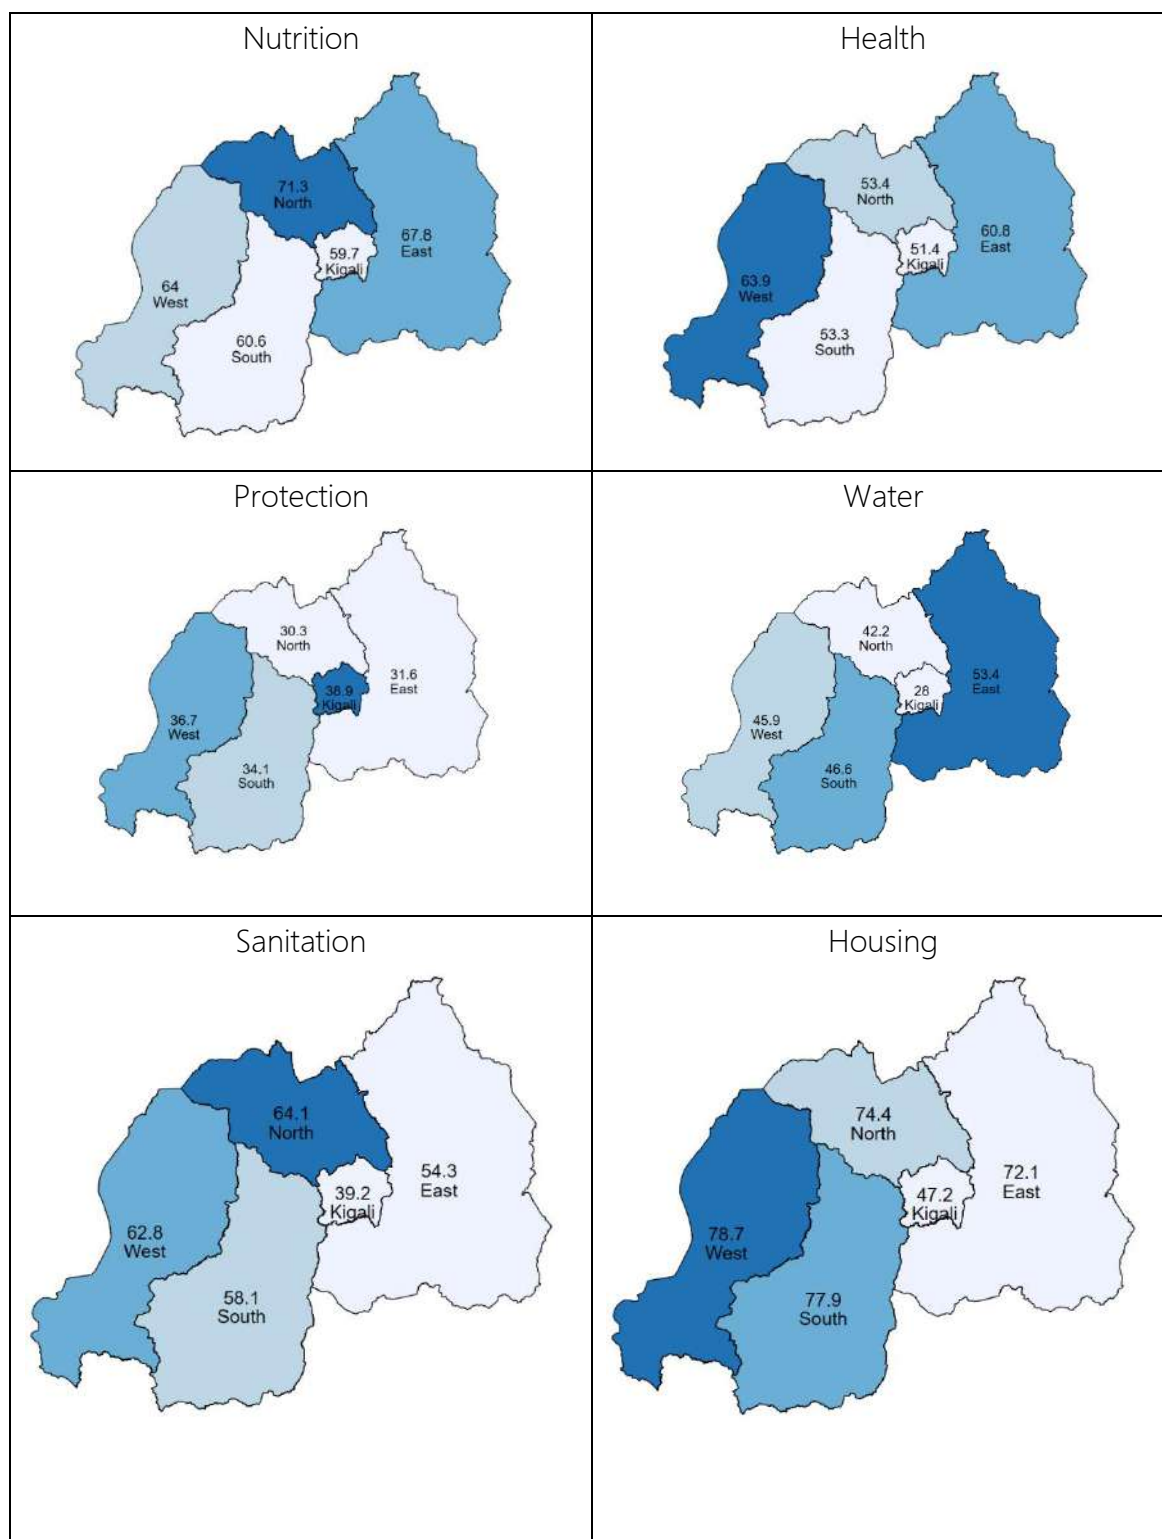 Nutrition
71.3
North
67.8
East
59.7
Kigali
64
West
60.6
South
Health
53.4
North
60.8
East
51.4
Kigali
63.9
West
53.3
South
Protection
30.3
North
31.6
East
38.9
Kigali
36.7
West
34.1
South
Water
42.2
North
53.4
East
28
Kigali
45.9
West
46.6
South
Sanitation
64.1
North
54.3
East
39.2
Kigali
62.8
West
58.1
South
Housing
74.4
North
72.1
East
47.2
Kigali
78.7
West
77.9
South